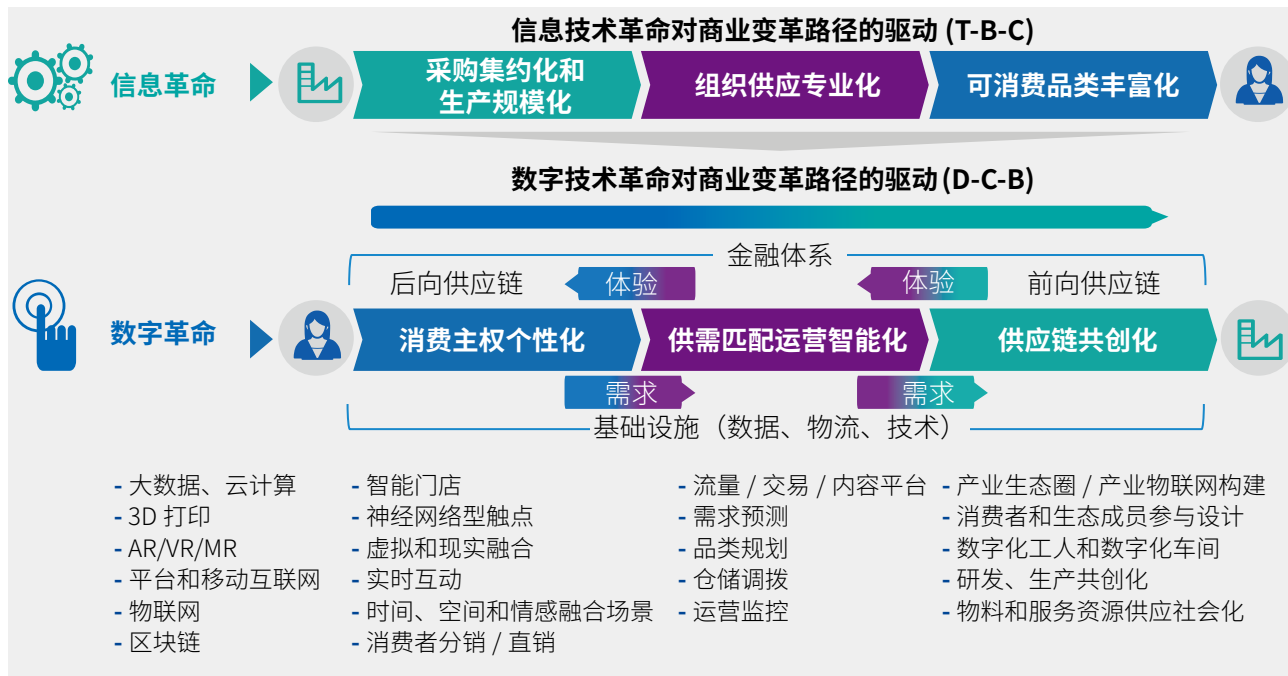 信息技术革命对商业变革路径的驱动 (T-B-C)
信息革命
采购集约化和
生产规模化
组织供应专业化
可消费品类丰富化
数字技术革命对商业变革路径的驱动 (D-C-B)
金融体系
后向供应链
体验
体验
前向供应链
数字革命
消费主权个性化
供需匹配运营智能化
供应链共创化
需求
需求
基础设施（数据、物流、技术）
- 大数据、云计算
- 3D 打印
- AR/VR/MR
- 平台和移动互联网
- 物联网
- 区块链
- 智能门店
- 神经网络型触点
- 虚拟和现实融合
- 实时互动
- 时间、空间和情感融合场景
- 消费者分销 / 直销
- 流量 / 交易 / 内容平台
- 需求预测
- 品类规划
- 仓储调拨
- 运营监控
- 产业生态圈 / 产业物联网构建
- 消费者和生态成员参与设计
- 数字化工人和数字化车间
- 研发、生产共创化
- 物料和服务资源供应社会化